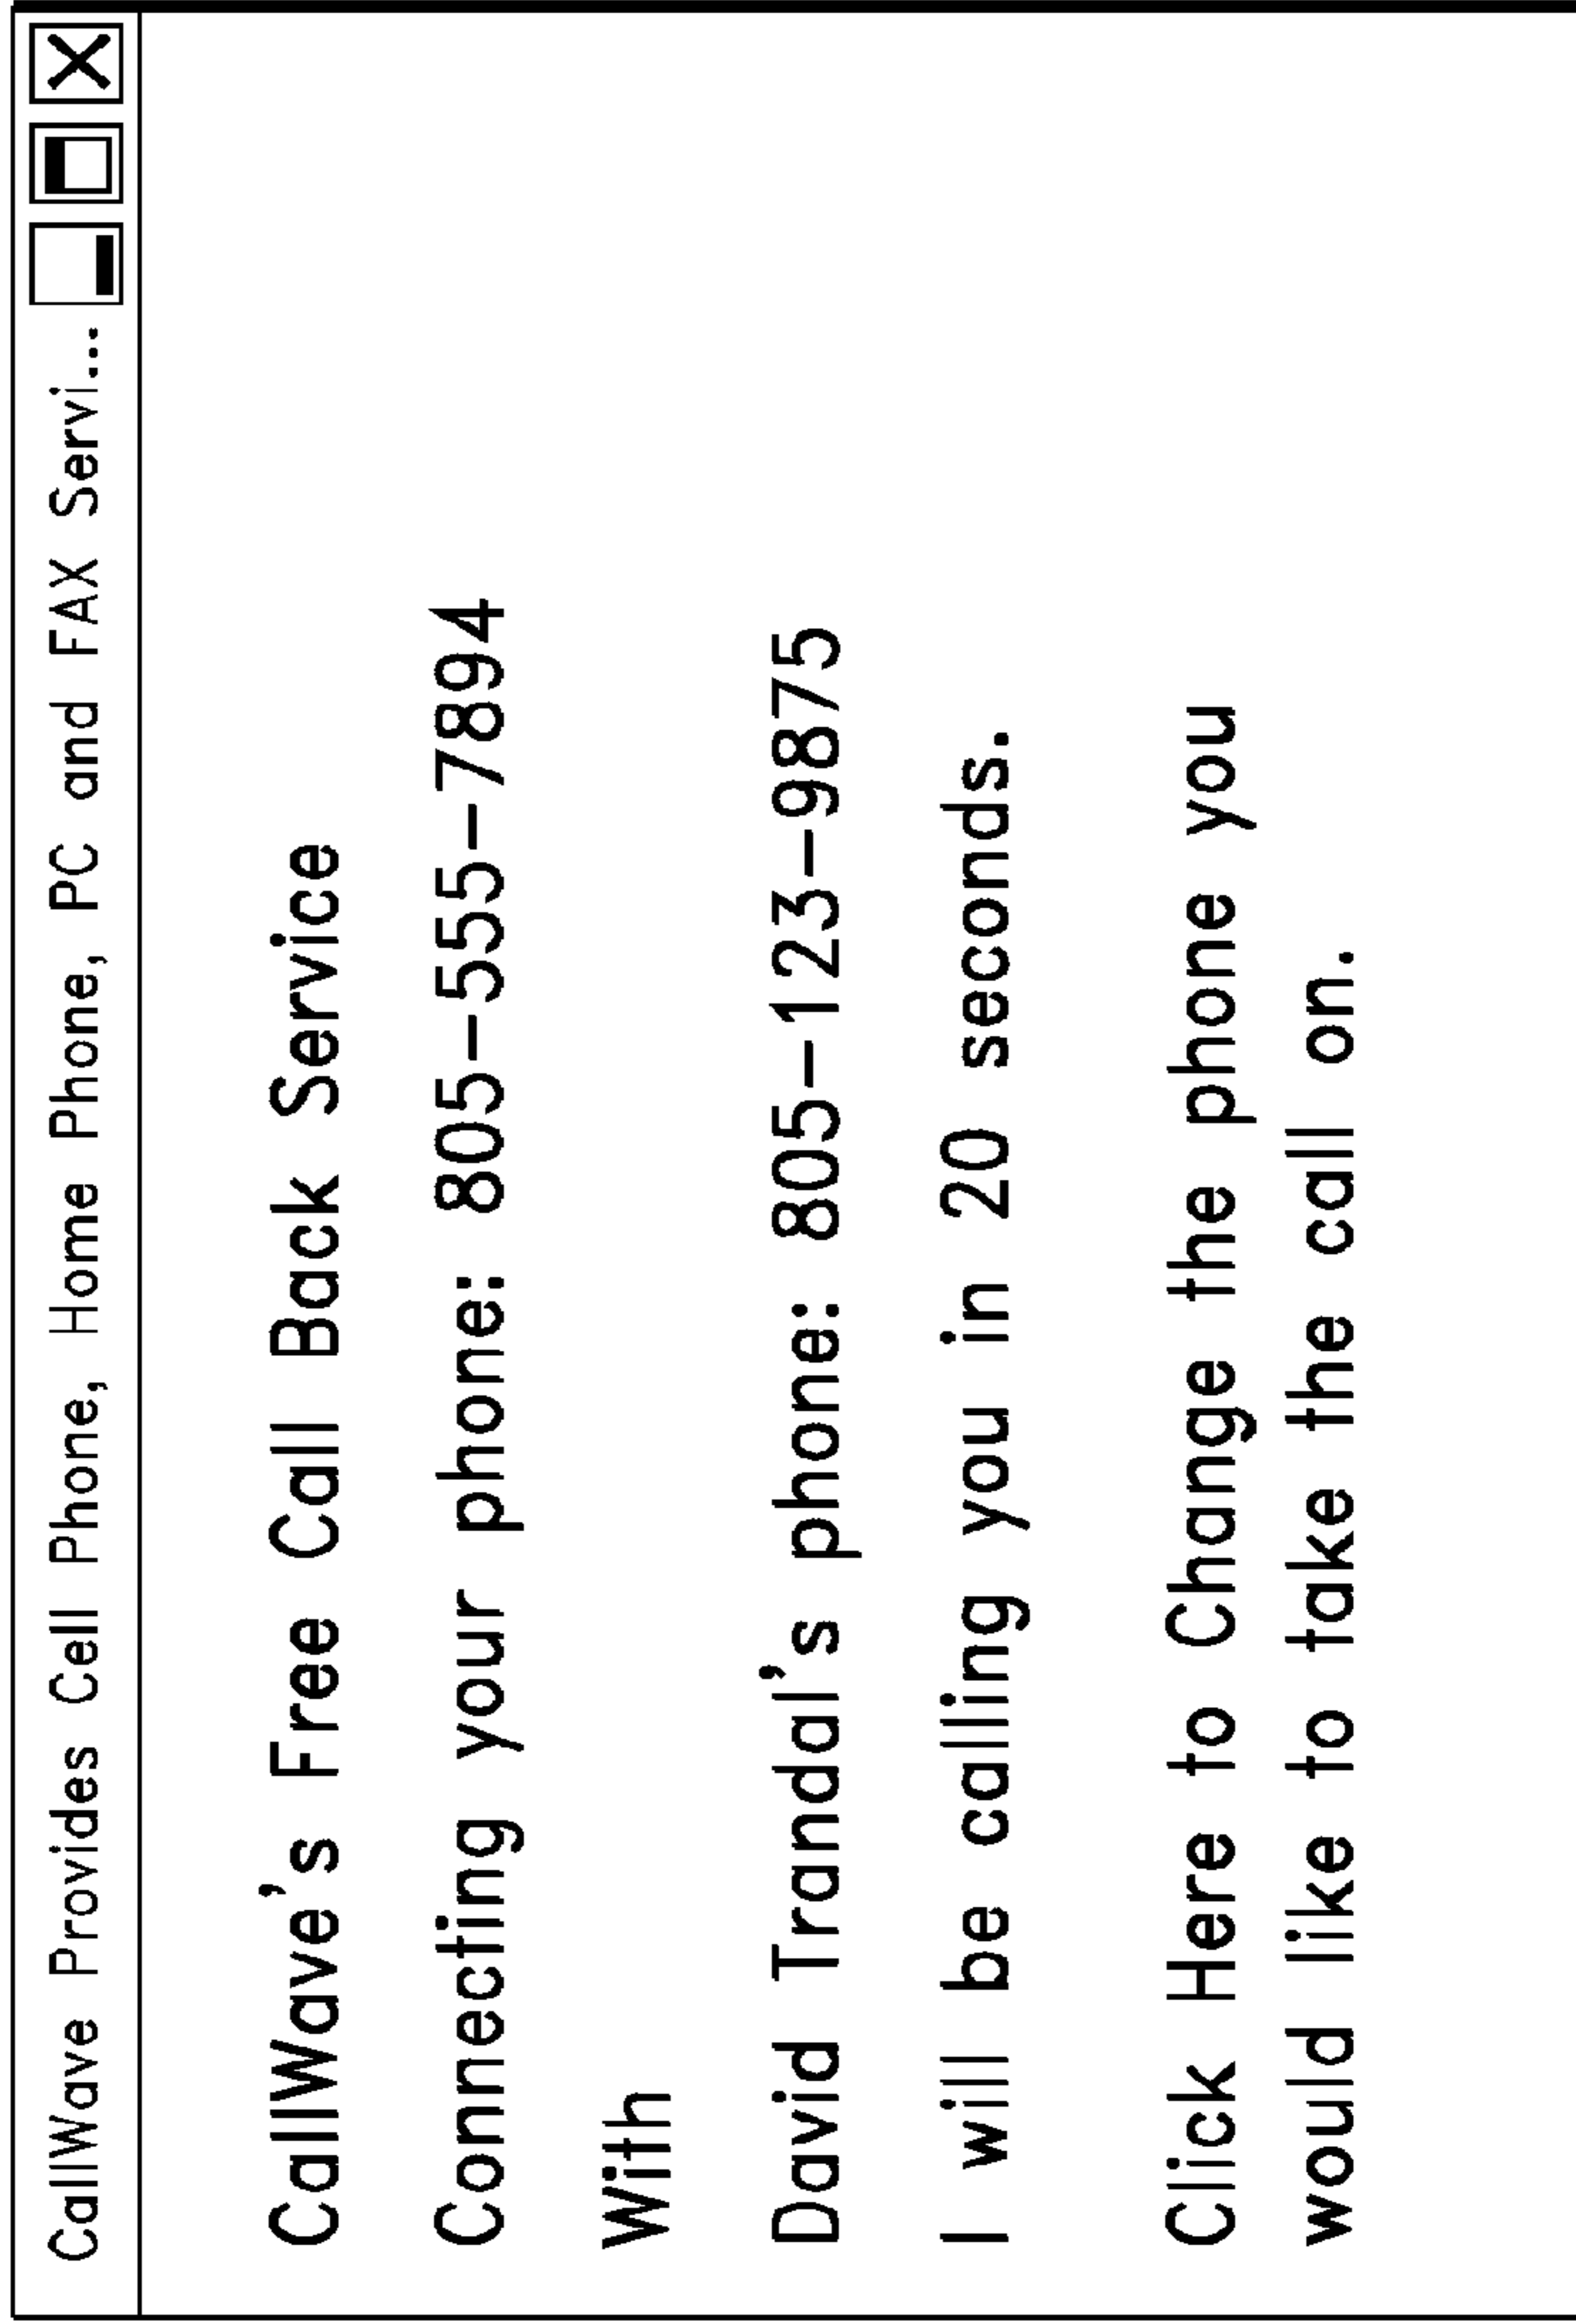 CallWave Provides Cell Phone, Home Phone, PC and FAX Servi...
CallWave's Free Call Back Service
Connecting your phone: 805-555-7894
With
David Trandal's phone: 805-123-9875
I will be calling you in 20 seconds.
Click Here to Change the phone you
would like to take the call on.